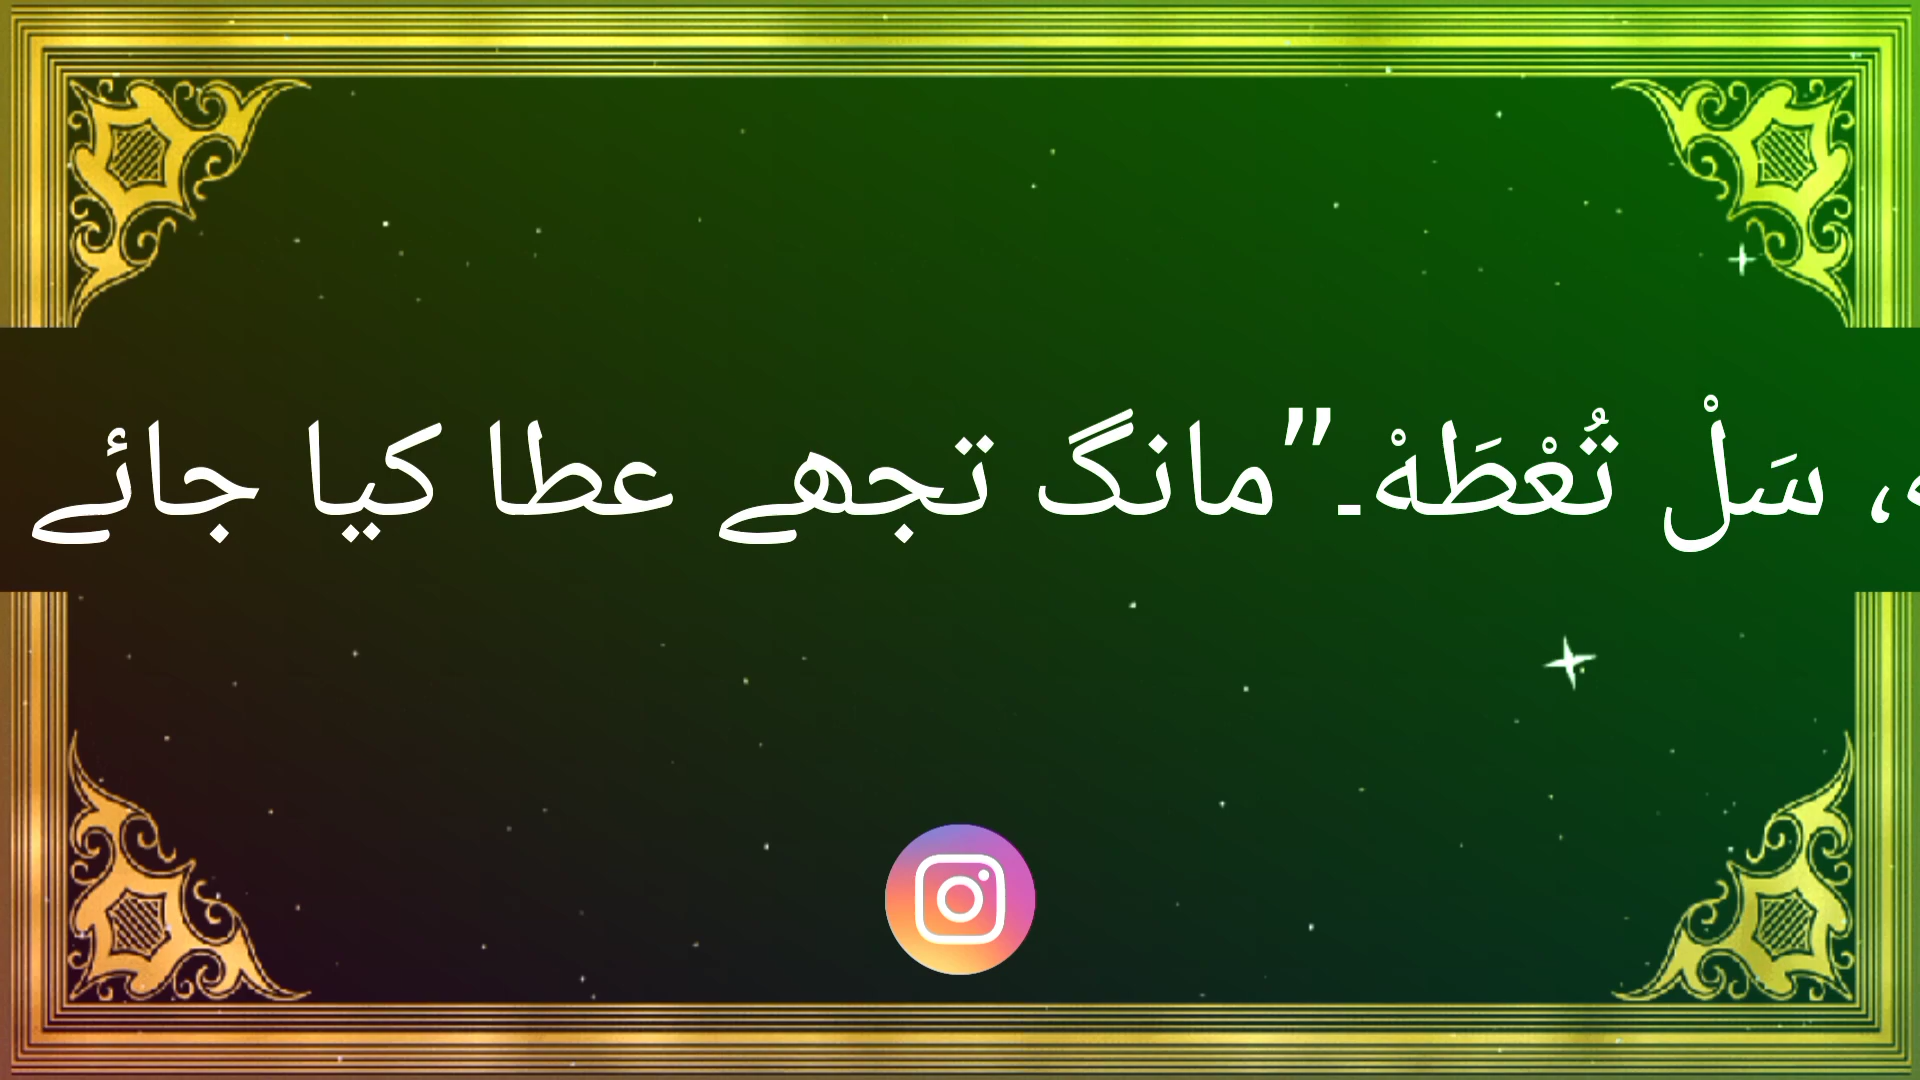 ، سَلْ تُعْطَهْ۔”مانگ تجھے عطا کیا جائے